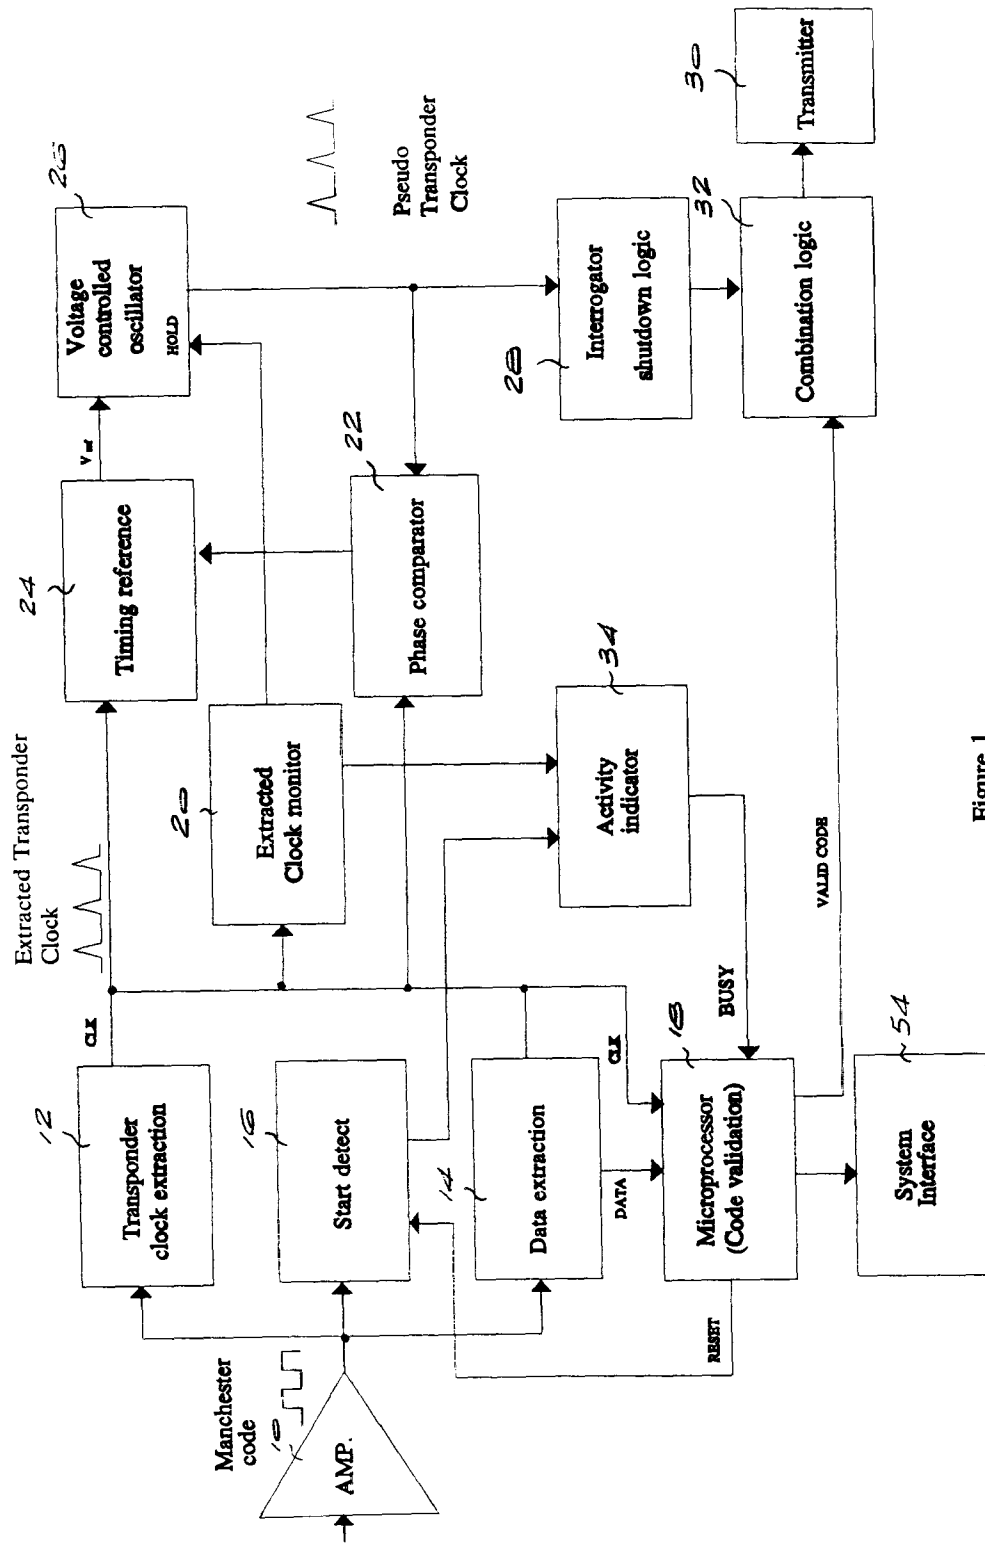 Manchester
code
10
AMP.
12
Transponder
clock extraction
CLK
Extracted Transponder
Clock
24
Timing reference
V ref
26
Voltage
controlled
oscillator
HOLD
16
Start detect
20
Extracted
Clock monitor
22
Phase comparator
Pseudo
Transponder
Clock
14
Data extraction
DATA
CLK
34
Activity
indicator
BUSY
28
Interrogator
shutdown logic
RESET
18
Microprocessor
(Code validation)
VALID CODE
32
Combination logic
30
Transmitter
54
System
Interface
Figure 1